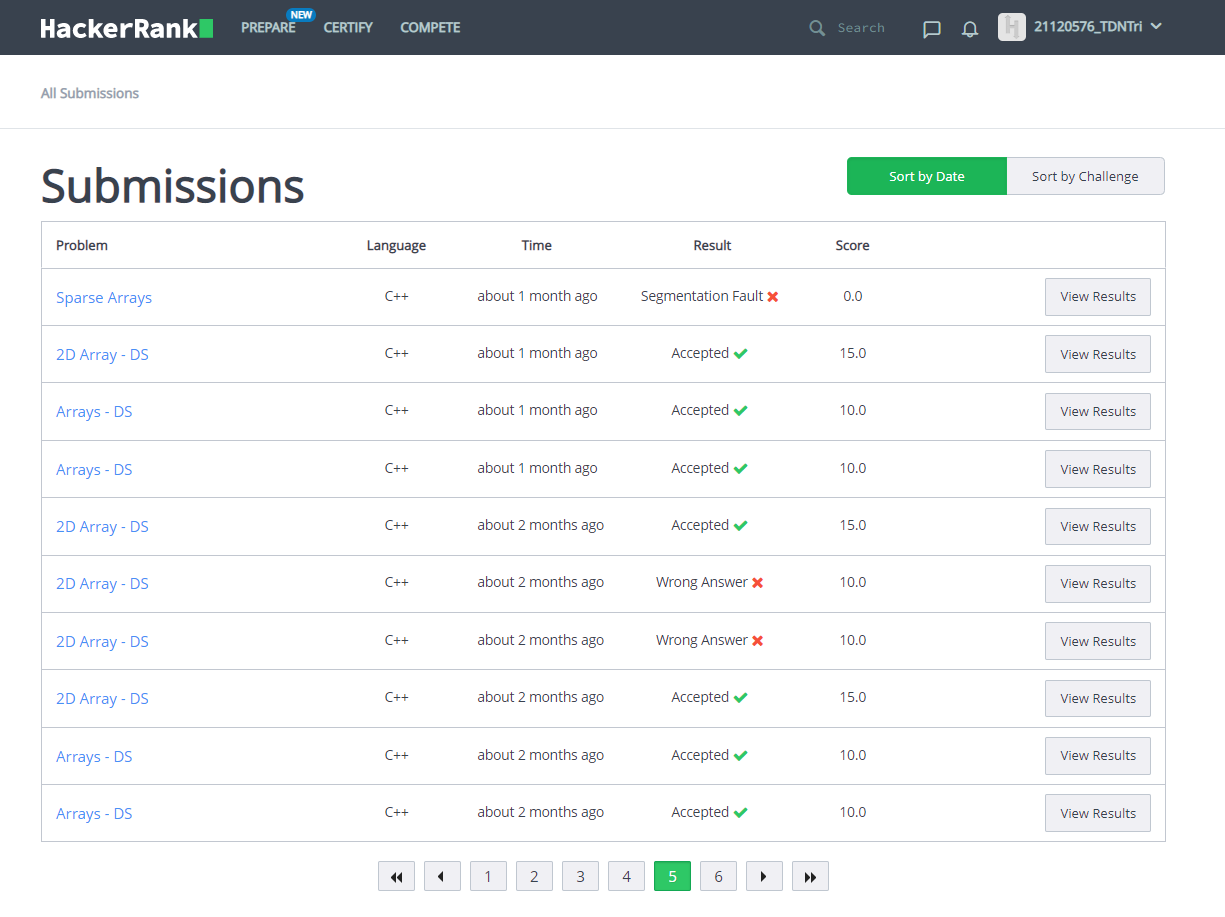 HackerRank PREPARE NEW CERTIFY COMPETE Search 21120576_TDNTri
All Submissions
Submissions
Sort by Date Sort by Challenge
Problem Language Time Result Score
Sparse Arrays C++ about 1 month ago Segmentation Fault 0.0 View Results
2D Array - DS C++ about 1 month ago Accepted 15.0 View Results
Arrays - DS C++ about 1 month ago Accepted 10.0 View Results
Arrays - DS C++ about 1 month ago Accepted 10.0 View Results
2D Array - DS C++ about 2 months ago Accepted 15.0 View Results
2D Array - DS C++ about 2 months ago Wrong Answer 10.0 View Results
2D Array - DS C++ about 2 months ago Wrong Answer 10.0 View Results
2D Array - DS C++ about 2 months ago Accepted 15.0 View Results
Arrays - DS C++ about 2 months ago Accepted 10.0 View Results
Arrays - DS C++ about 2 months ago Accepted 10.0 View Results
1 2 3 4 5 6